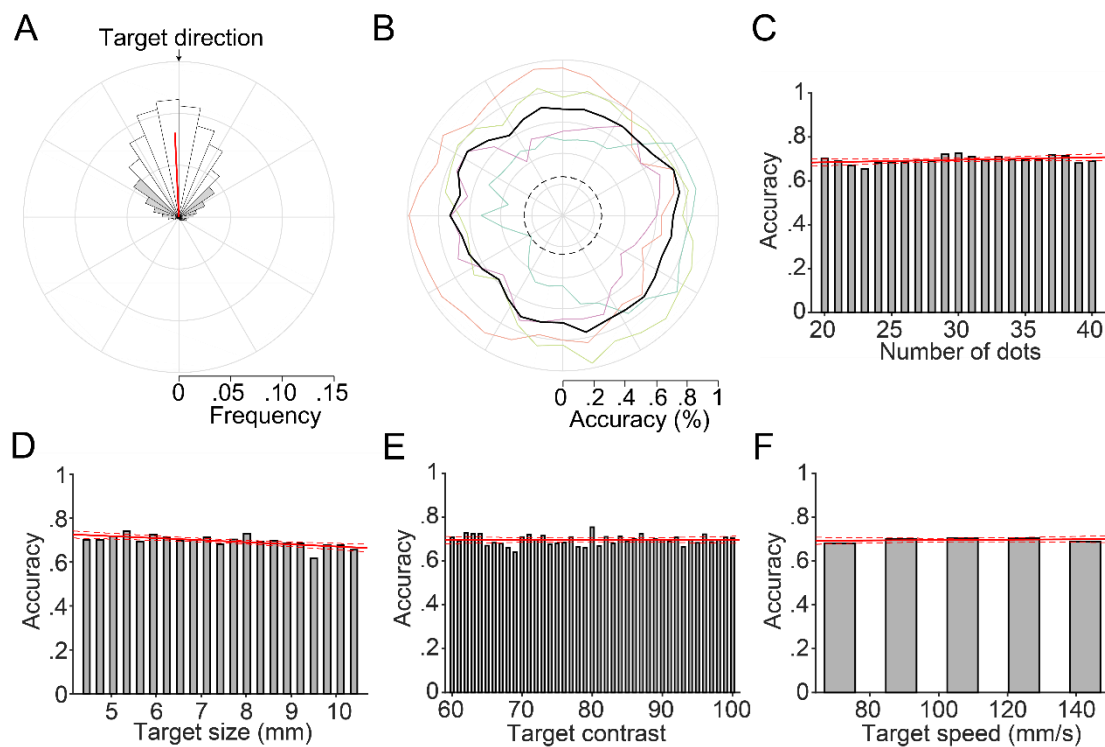 A
Target direction
0 .05 .10 0.15
Frequency
B
0 .2 .4 .6 .8 1
Accuracy (%)
C
1
.8
.6
.4
.2
0
Accuracy
20 25 30 35 40
Number of dots
D
1
.8
.6
.4
.2
0
Accuracy
5 6 7 8 9 10
Target size (mm)
E
1
.8
.6
.4
.2
0
Accuracy
60 70 80 90 100
Target contrast
F
1
.8
.6
.4
.2
0
Accuracy
80 100 120 140
Target speed (mm/s)